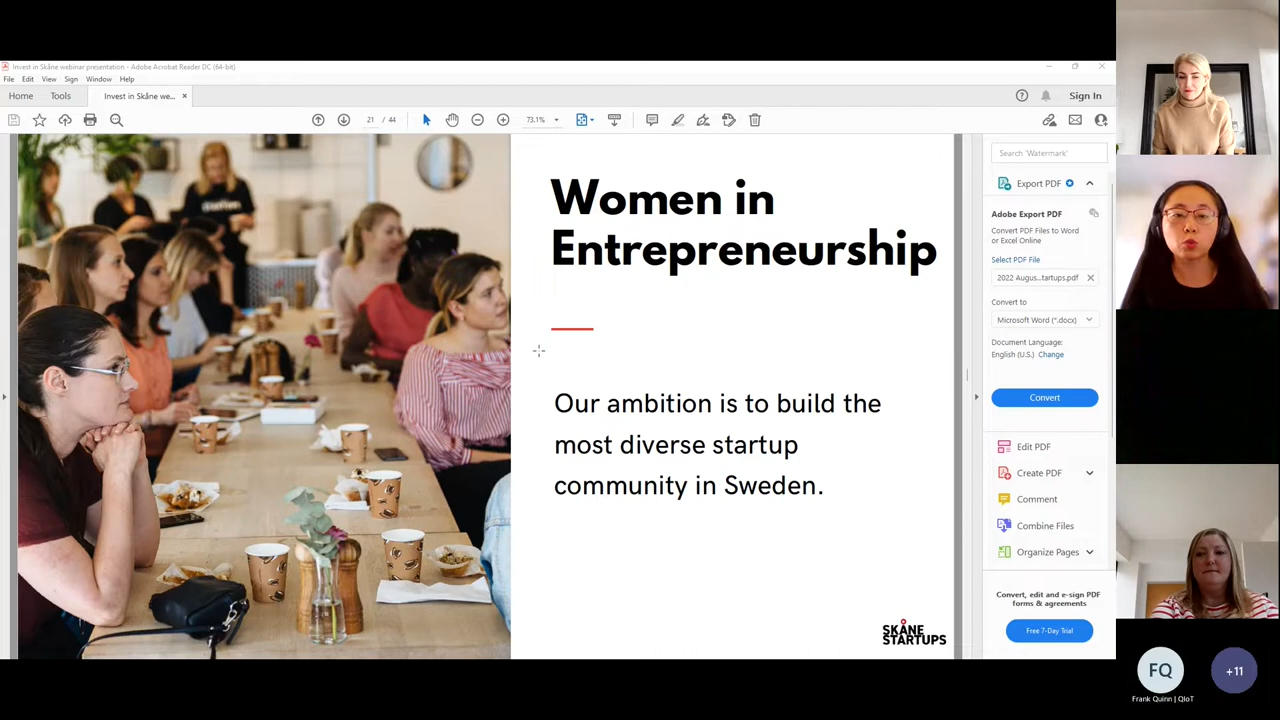 Invest in Skåne webinar presentation - Adobe Acrobat Reader DC (64-bit)
File Edit View Sign Window Help
Home Tools Invest in Skåne we... × Sign In
21 / 44 73.1%
Search 'Watermark'
Export PDF
Adobe Export PDF
Convert PDF Files to Word
or Excel Online
Select PDF File
2022 Augus...tartups.pdf
Convert to
Microsoft Word (*.docx)
Document Language:
English (U.S.) Change
Convert
Edit PDF
Create PDF
Comment
Combine Files
Organize Pages
Convert, edit and e-sign PDF
forms & agreements
Free 7-Day Trial
Women in
Entrepreneurship
Our ambition is to build the
most diverse startup
community in Sweden.
SKÅNE
STARTUPS
FQ
+11
Frank Quinn | QIoT